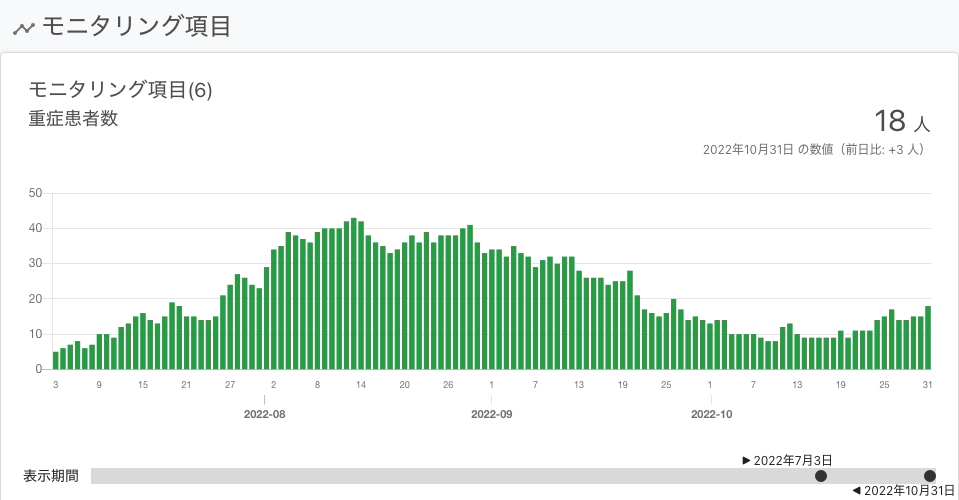 モニタリング項目
モニタリング項目(6)
重症患者数
18 人
2022年10月31日 の数値（前日比: +3 人）
50
40
30
20
10
0
3 9 15 21 27 2 8 14 20 26 1 7 13 19 25 1 7 13 19 25 31
2022-08 2022-09 2022-10
▶ 2022年7月3日
表示期間
◀ 2022年10月31日